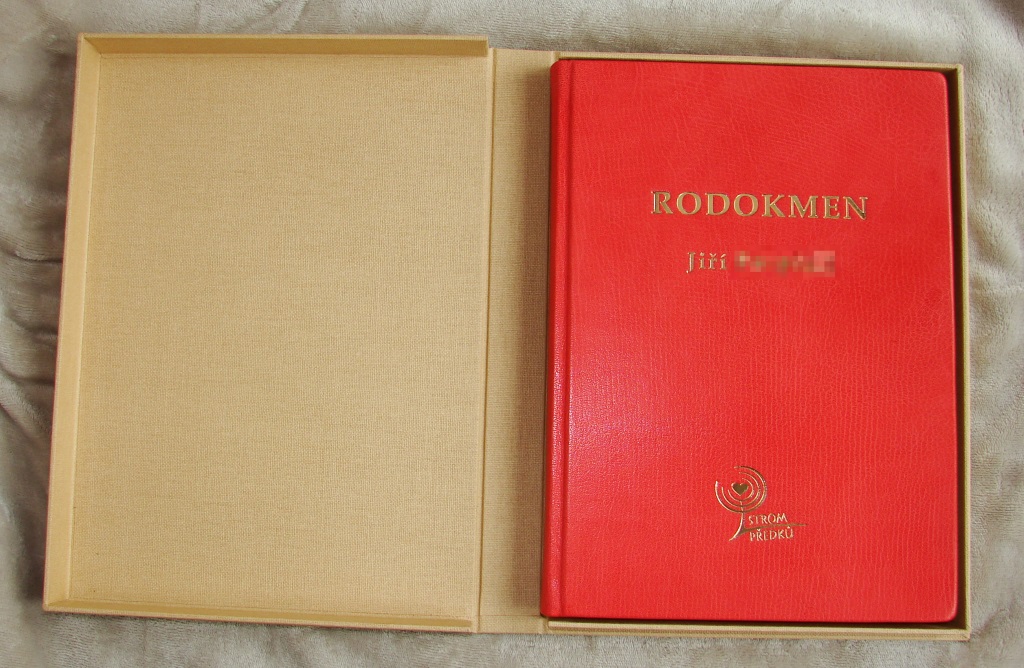 RODOKMEN
Jiří
STROM
PŘEDKŮ